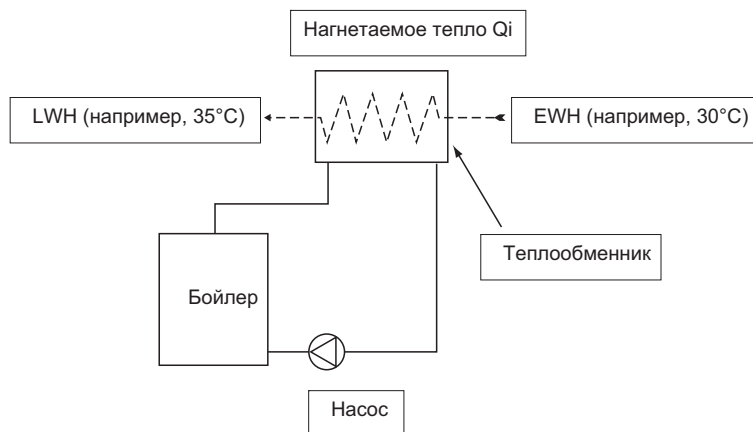 Нагнетаемое тепло Qi
LWH (например, 35°C)
EWH (например, 30°C)
Теплообменник
Бойлер
Насос